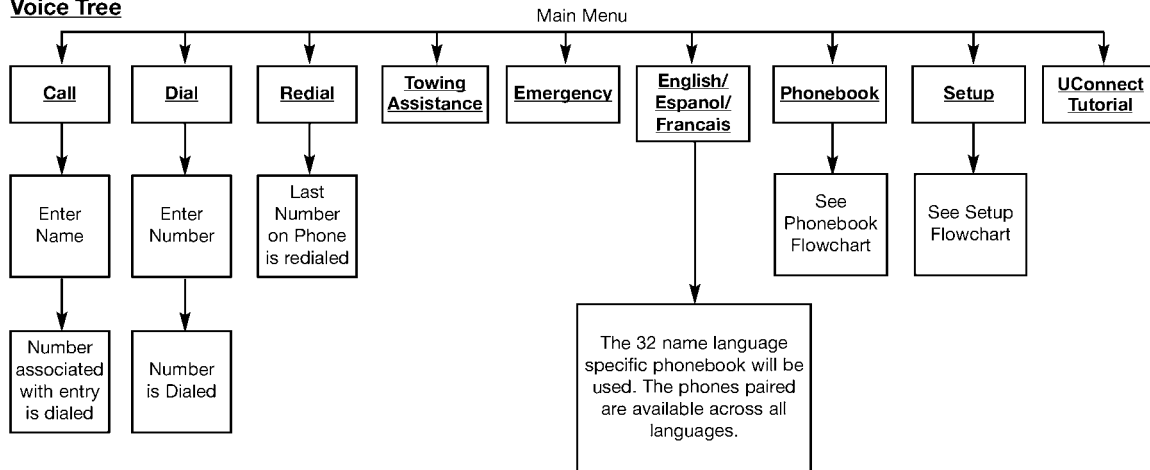 Voice Tree
Main Menu
Call
Dial
Redial
Towing
Assistance
Emergency
English/
Espanol/
Francais
Phonebook
Setup
UConnect
Tutorial
Enter
Name
Enter
Number
Last
Number
on Phone
is redialed
See
Phonebook
Flowchart
See Setup
Flowchart
Number
associated
with entry
is dialed
Number
is Dialed
The 32 name language
specific phonebook will be
used. The phones paired
are available across all
languages.